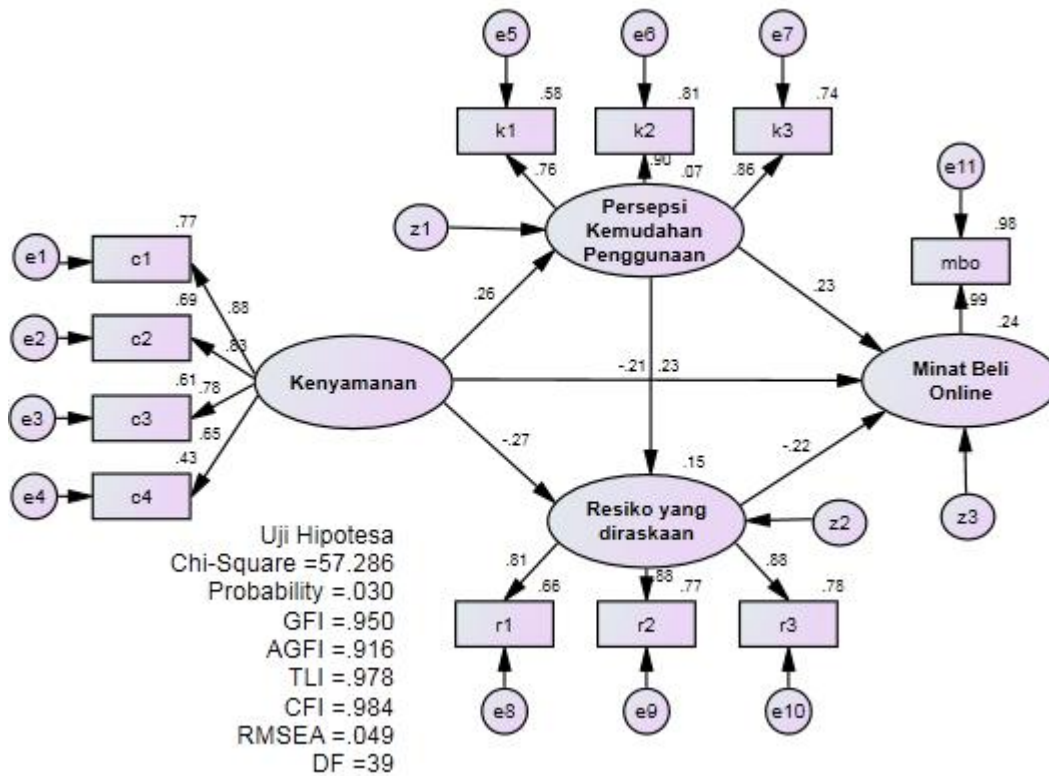 e5
e6
e7
.58
.81
.74
k1
k2
k3
e11
.76
.90
.07
.86
Persepsi
Kemudahan
Penggunaan
z1
.98
mbo
.77
e1
c1
.88
.26
.23
.99
.24
.69
e2
c2
.83
Kenyamanan
-.21
.23
Minat Beli
Online
.61
.78
e3
c3
.65
-.27
-.22
.43
e4
c4
.15
Resiko yang
diraskaan
z2
z3
Uji Hipotesa
Chi-Square =57.286
Probability =.030
GFI =.950
AGFI =.916
TLI =.978
CFI =.984
RMSEA =.049
DF =39
.81
.88
.88
.66
.77
.78
r1
r2
r3
e8
e9
e10